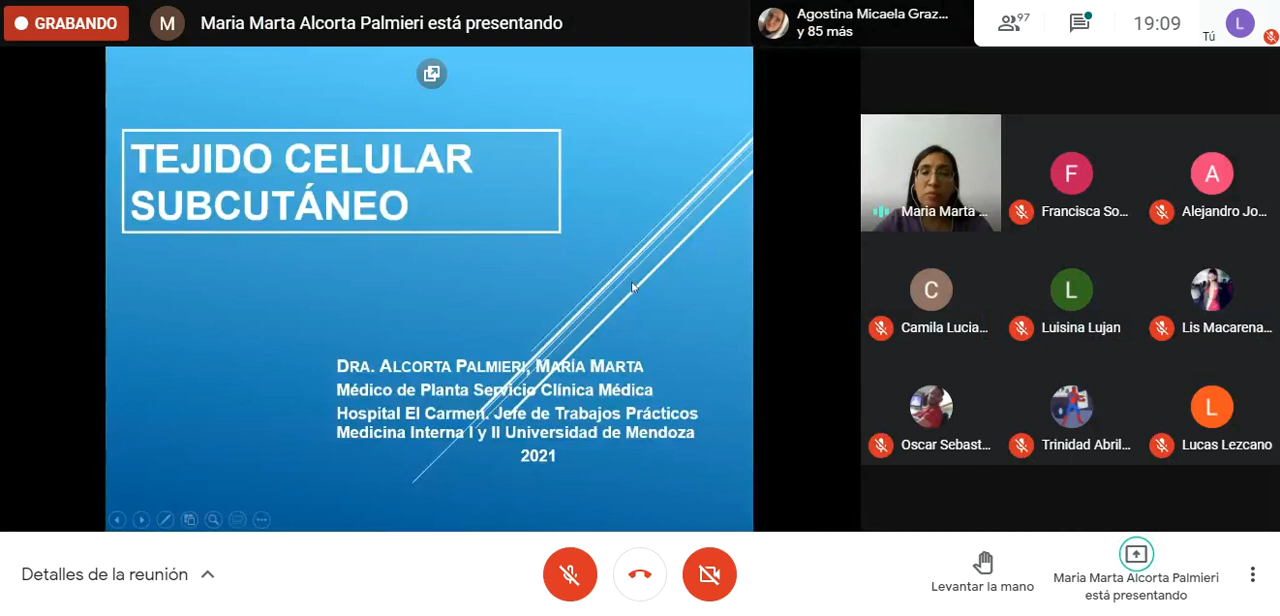 GRABANDO
M
Maria Marta Alcorta Palmieri está presentando
Agostina Micaela Graz...
y 85 más
97
19:09
Tú
L
TEJIDO CELULAR
SUBCUTÁNEO
DRA. ALCORTA PALMIERI, MARÍA MARTA
Médico de Planta Servicio Clínica Médica
Hospital El Carmen. Jefe de Trabajos Prácticos
Medicina Interna I y II Universidad de Mendoza
2021
Maria Marta ...
F
Francisca So...
A
Alejandro Jo...
C
Camila Lucia...
L
Luisina Lujan
Lis Macarena...
Oscar Sebast...
Trinidad Abril...
L
Lucas Lezcano
Detalles de la reunión
Levantar la mano
Maria Marta Alcorta Palmieri
está presentando